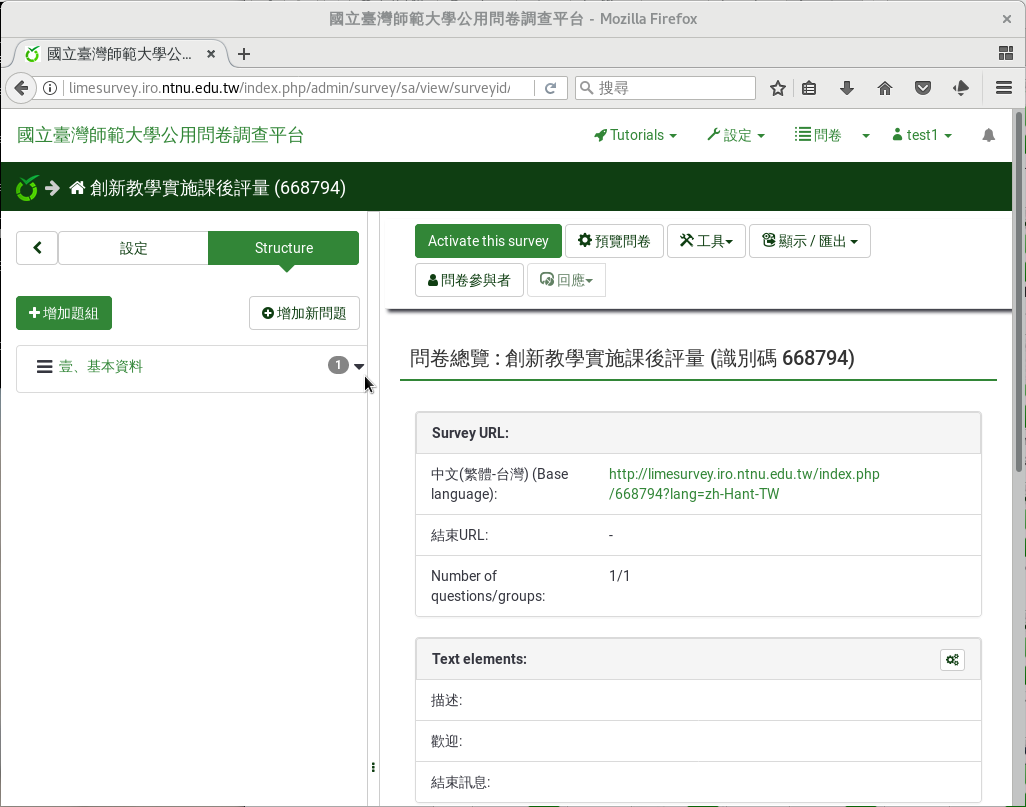 國立臺灣師範大學公用問卷調查平台 - Mozilla Firefox
國立臺灣師範大學公...
limesurvey.iro.ntnu.edu.tw/index.php/admin/survey/sa/view/surveyid/
搜尋
國立臺灣師範大學公用問卷調查平台
Tutorials
設定
問卷
test1
創新教學實施課後評量 (668794)
設定
Structure
Activate this survey
預覽問卷
工具
顯示 / 匯出
問卷參與者
回應
增加題組
增加新問題
壹、基本資料
1
問卷總覽 : 創新教學實施課後評量 (識別碼 668794)
Survey URL:
中文(繁體-台灣) (Base
language):
http://limesurvey.iro.ntnu.edu.tw/index.php
/668794?lang=zh-Hant-TW
結束URL:
-
Number of
questions/groups:
1/1
Text elements:
描述:
歡迎:
結束訊息: